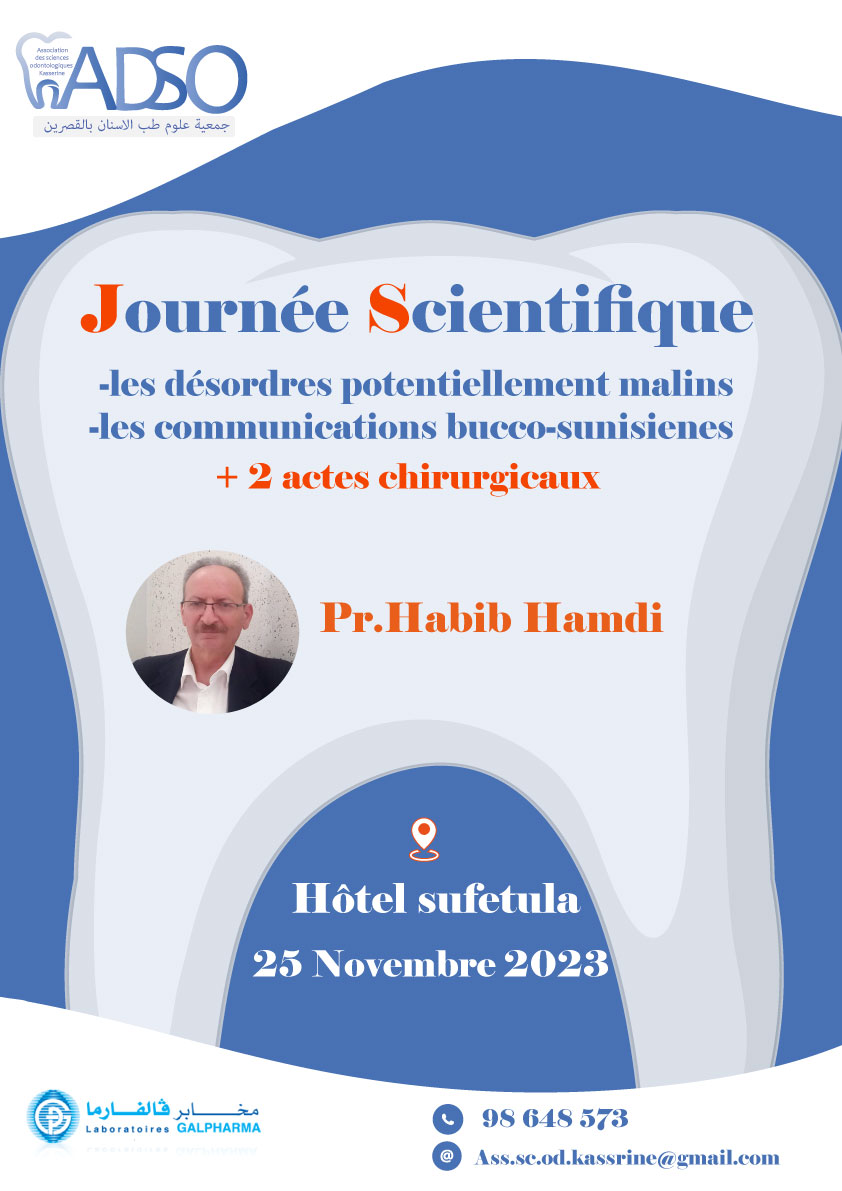 Association
des sciences
odontologiques
Kasserine
ADSO
جمعية علوم طب الاسنان بالقصرين
Journée Scientifique
-les désordres potentiellement malins
-les communications bucco-sunisienes
+ 2 actes chirurgicaux
Pr.Habib Hamdi
Hôtel sufetula
25 Novembre 2023
مخابر ڤالفارما
Laboratoires GALPHARMA
98 648 573
Ass.sc.od.kassrine@gmail.com